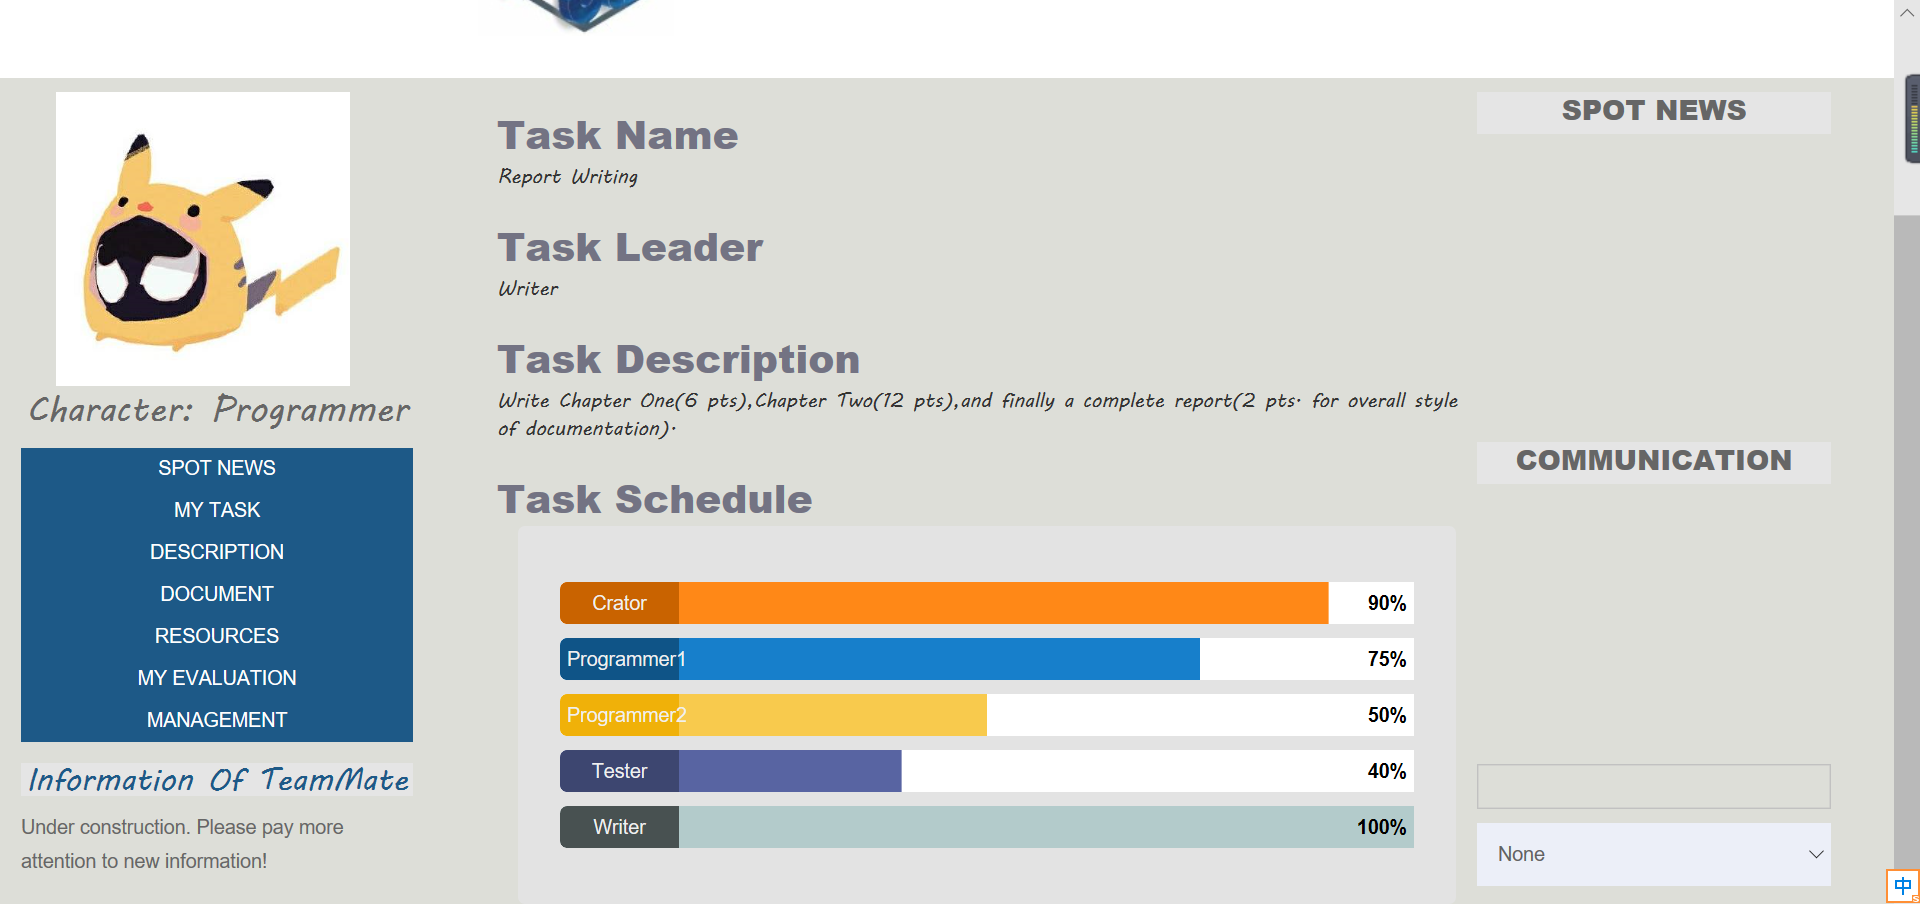 Character: Programmer
SPOT NEWS
MY TASK
DESCRIPTION
DOCUMENT
RESOURCES
MY EVALUATION
MANAGEMENT
Information Of TeamMate
Under construction. Please pay more
attention to new information!
Task Name
Report Writing
Task Leader
Writer
Task Description
Write Chapter One(6 pts),Chapter Two(12 pts),and finally a complete report(2 pts. for overall style
of documentation).
Task Schedule
Crator 90%
Programmer1 75%
Programmer2 50%
Tester 40%
Writer 100%
SPOT NEWS
COMMUNICATION
None
中